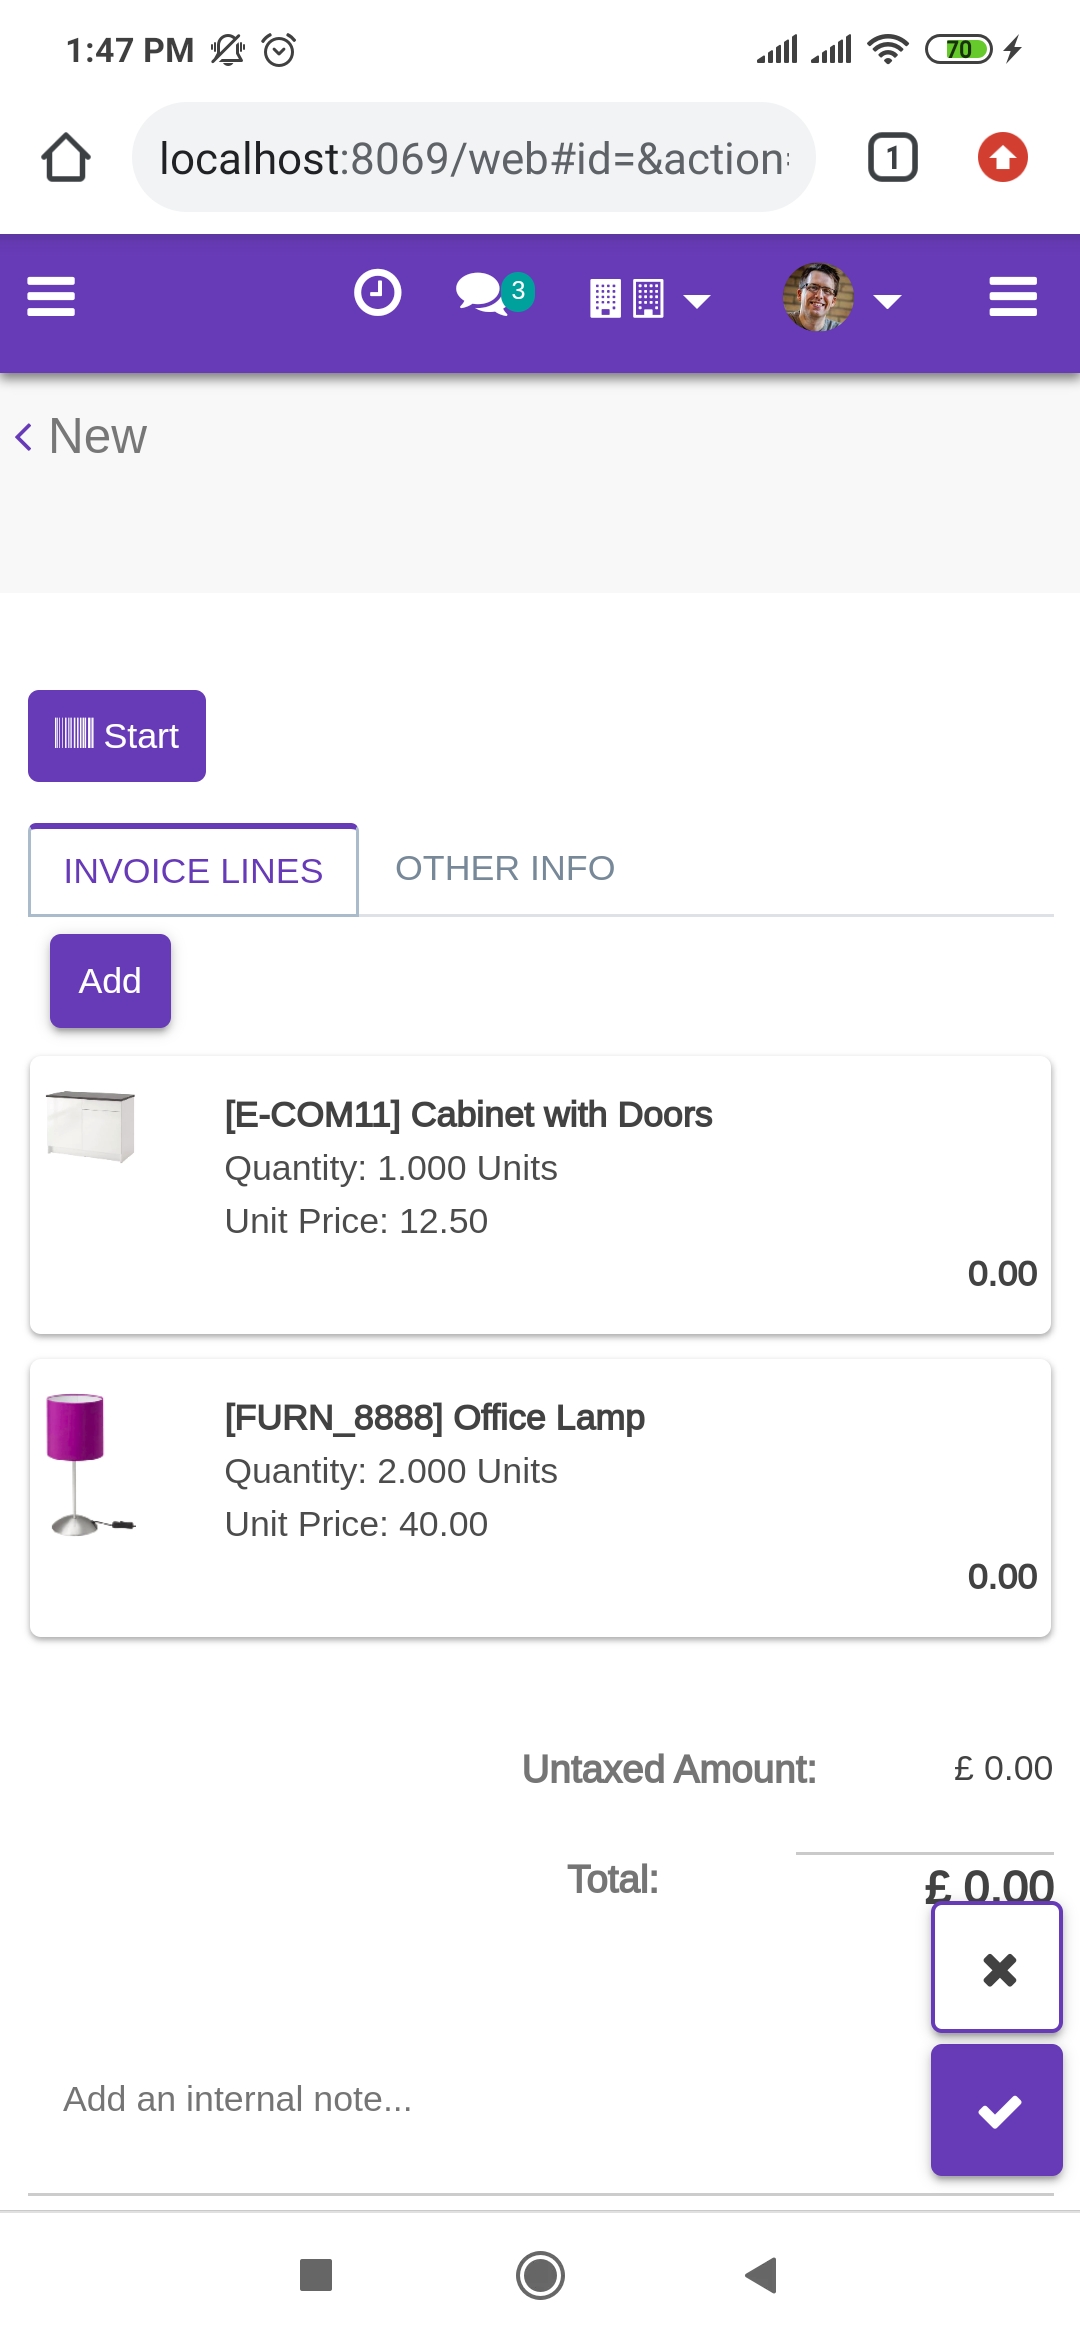 1:47 PM
70
localhost:8069/web#id=&action
1
3
New
Start
INVOICE LINES
OTHER INFO
Add
[E-COM11] Cabinet with Doors
Quantity: 1.000 Units
Unit Price: 12.50
0.00
[FURN_8888] Office Lamp
Quantity: 2.000 Units
Unit Price: 40.00
0.00
Untaxed Amount: £ 0.00
Total: £ 0.00
Add an internal note...